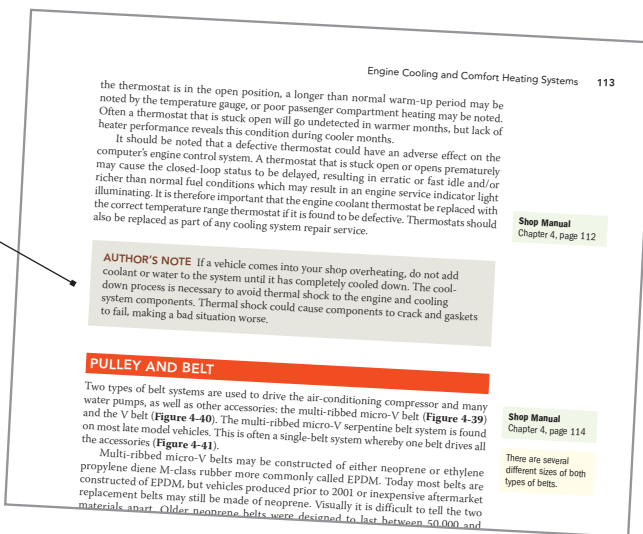 Engine Cooling and Comfort Heating Systems 113
the thermostat is in the open position, a longer than normal warm-up period may be
noted by the temperature gauge, or poor passenger compartment heating may be noted.
Often a thermostat that is stuck open will go undetected in warmer months, but lack of
heater performance reveals this condition during cooler months.
It should be noted that a defective thermostat could have an adverse effect on the
computer's engine control system. A thermostat that is stuck open or opens prematurely
may cause the closed-loop status to be delayed, resulting in erratic or fast idle and/or
richer than normal fuel conditions which may result in an engine service indicator light
illuminating. It is therefore important that the engine coolant thermostat be replaced with
the correct temperature range thermostat if it is found to be defective. Thermostats should
also be replaced as part of any cooling system repair service.
Shop Manual
Chapter 4, page 112
AUTHOR'S NOTE If a vehicle comes into your shop overheating, do not add
coolant or water to the system until it has completely cooled down. The cool-
down process is necessary to avoid thermal shock to the engine and cooling
system components. Thermal shock could cause components to crack and gaskets
to fail, making a bad situation worse.
PULLEY AND BELT
Two types of belt systems are used to drive the air-conditioning compressor and many
water pumps, as well as other accessories: the multi-ribbed micro-V belt (Figure 4-39)
and the V belt (Figure 4-40). The multi-ribbed micro-V serpentine belt system is found
on most late model vehicles. This is often a single-belt system whereby one belt drives all
the accessories (Figure 4-41).
Shop Manual
Chapter 4, page 114
Multi-ribbed micro-V belts may be constructed of either neoprene or ethylene
propylene diene M-class rubber more commonly called EPDM. Today most belts are
constructed of EPDM, but vehicles produced prior to 2001 or inexpensive aftermarket
replacement belts may still be made of neoprene. Visually it is difficult to tell the two
materials apart. Older neoprene belts were designed to last between 50,000 and
There are several
different sizes of both
types of belts.